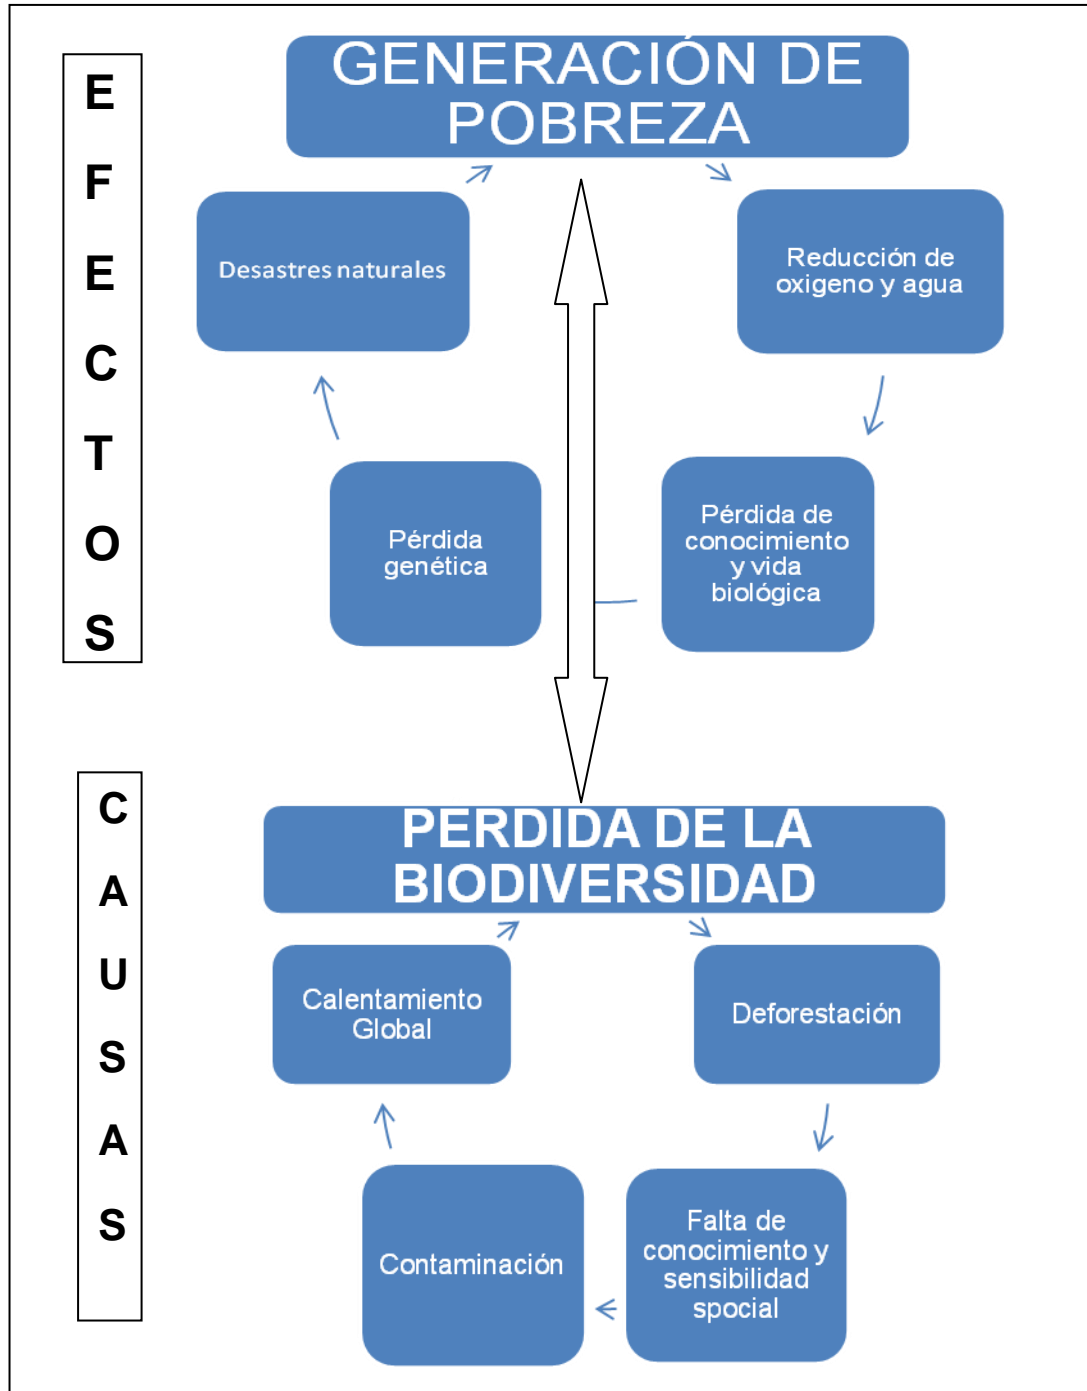 E
F
E
C
T
O
S
GENERACIÓN DE
POBREZA
Desastres naturales
Reducción de
oxigeno y agua
Pérdida
genética
Pérdida de
conocimiento
y vida
biológica
C
A
U
S
A
S
PERDIDA DE LA
BIODIVERSIDAD
Calentamiento
Global
Deforestación
Contaminación
Falta de
conocimiento y
sensibilidad
spocial